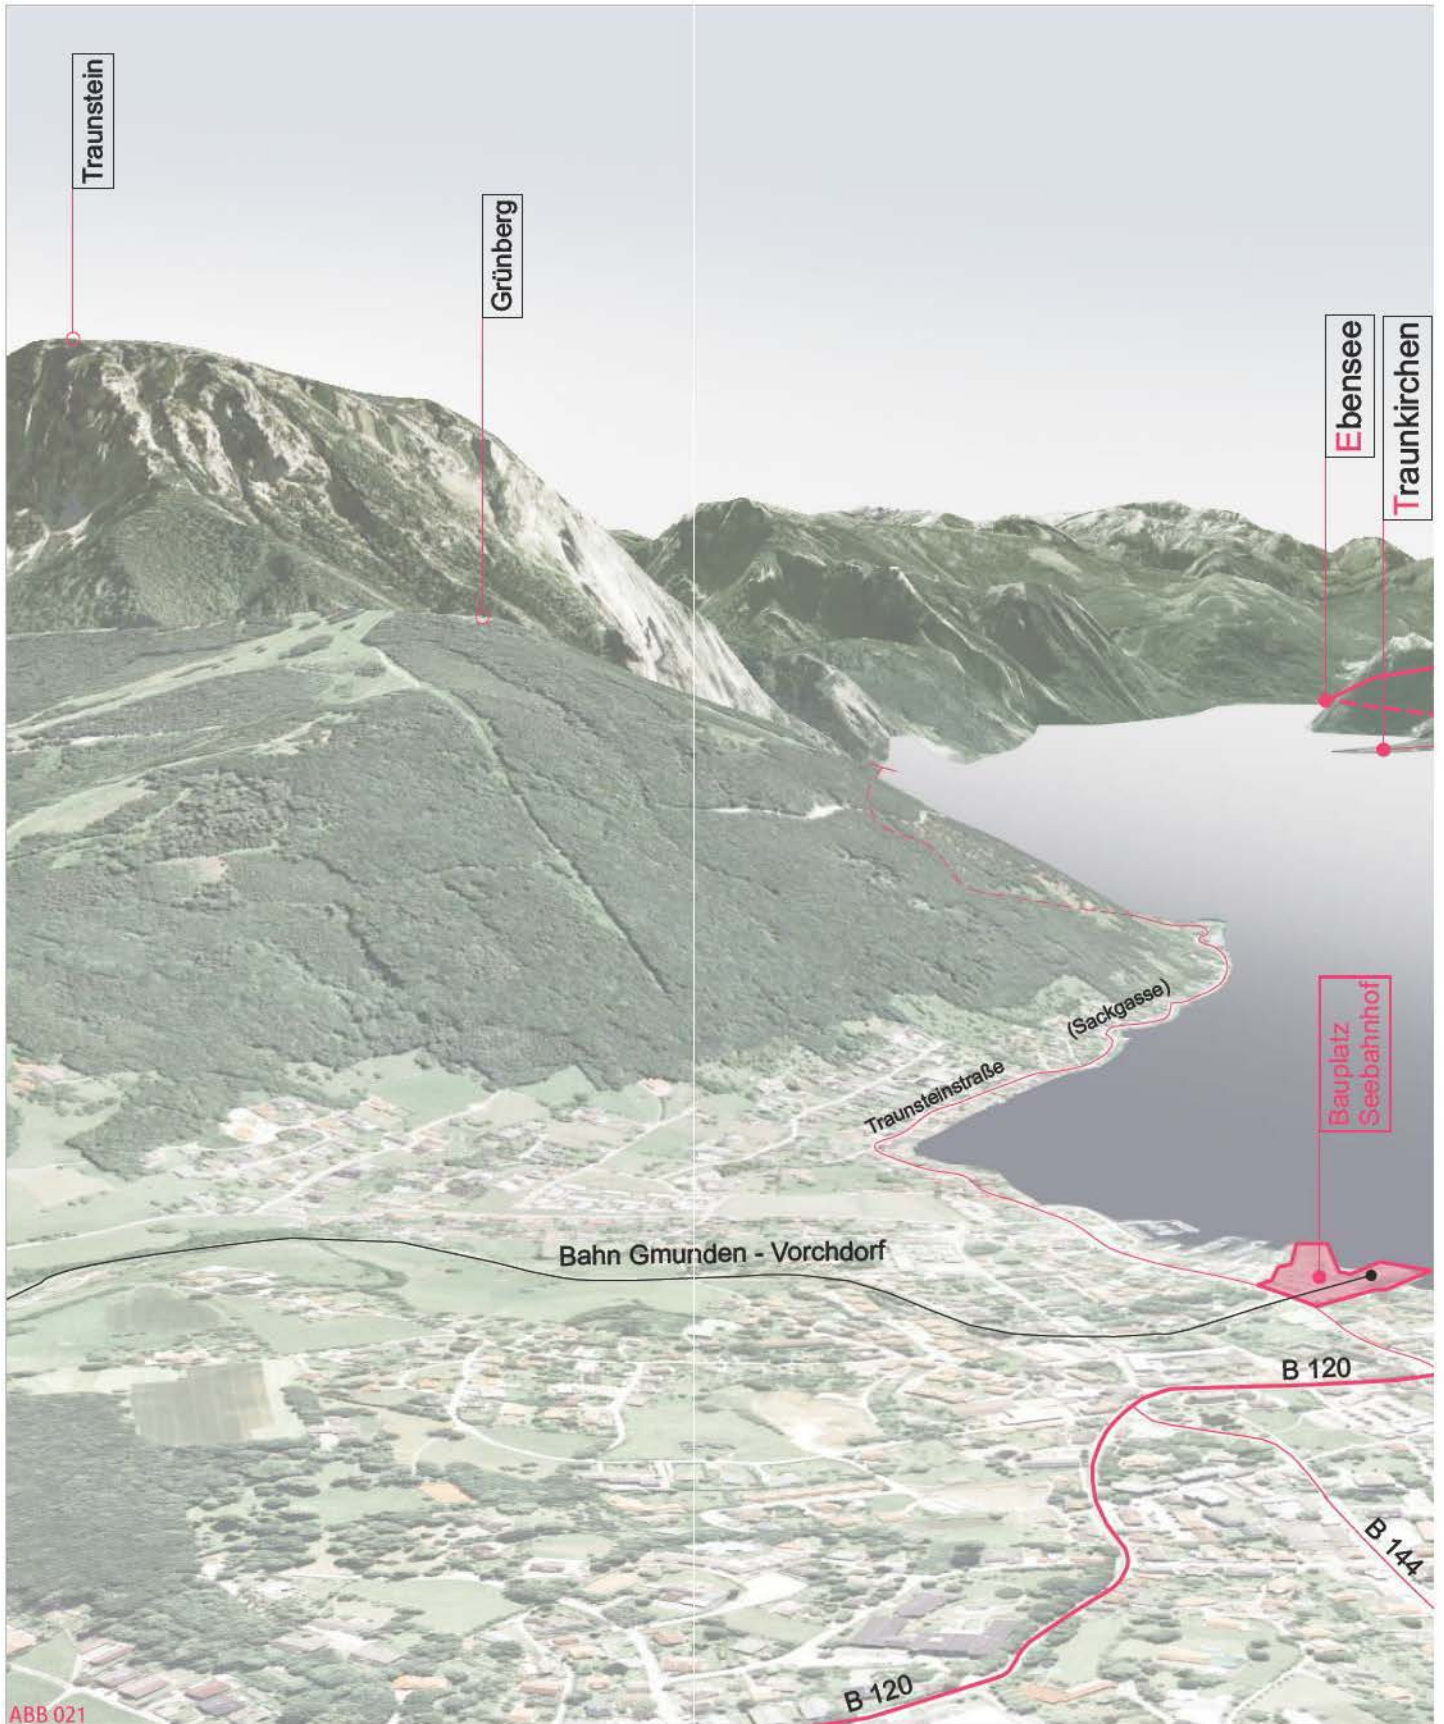 Traunstein
Grünberg
Ebensee
Traunkirchen
(Sackgasse)
Traunsteinstraße
Bauplatz
Seebahnhof
Bahn Gmunden - Vorchdorf
B 120
B 144
B 120
ABB 021